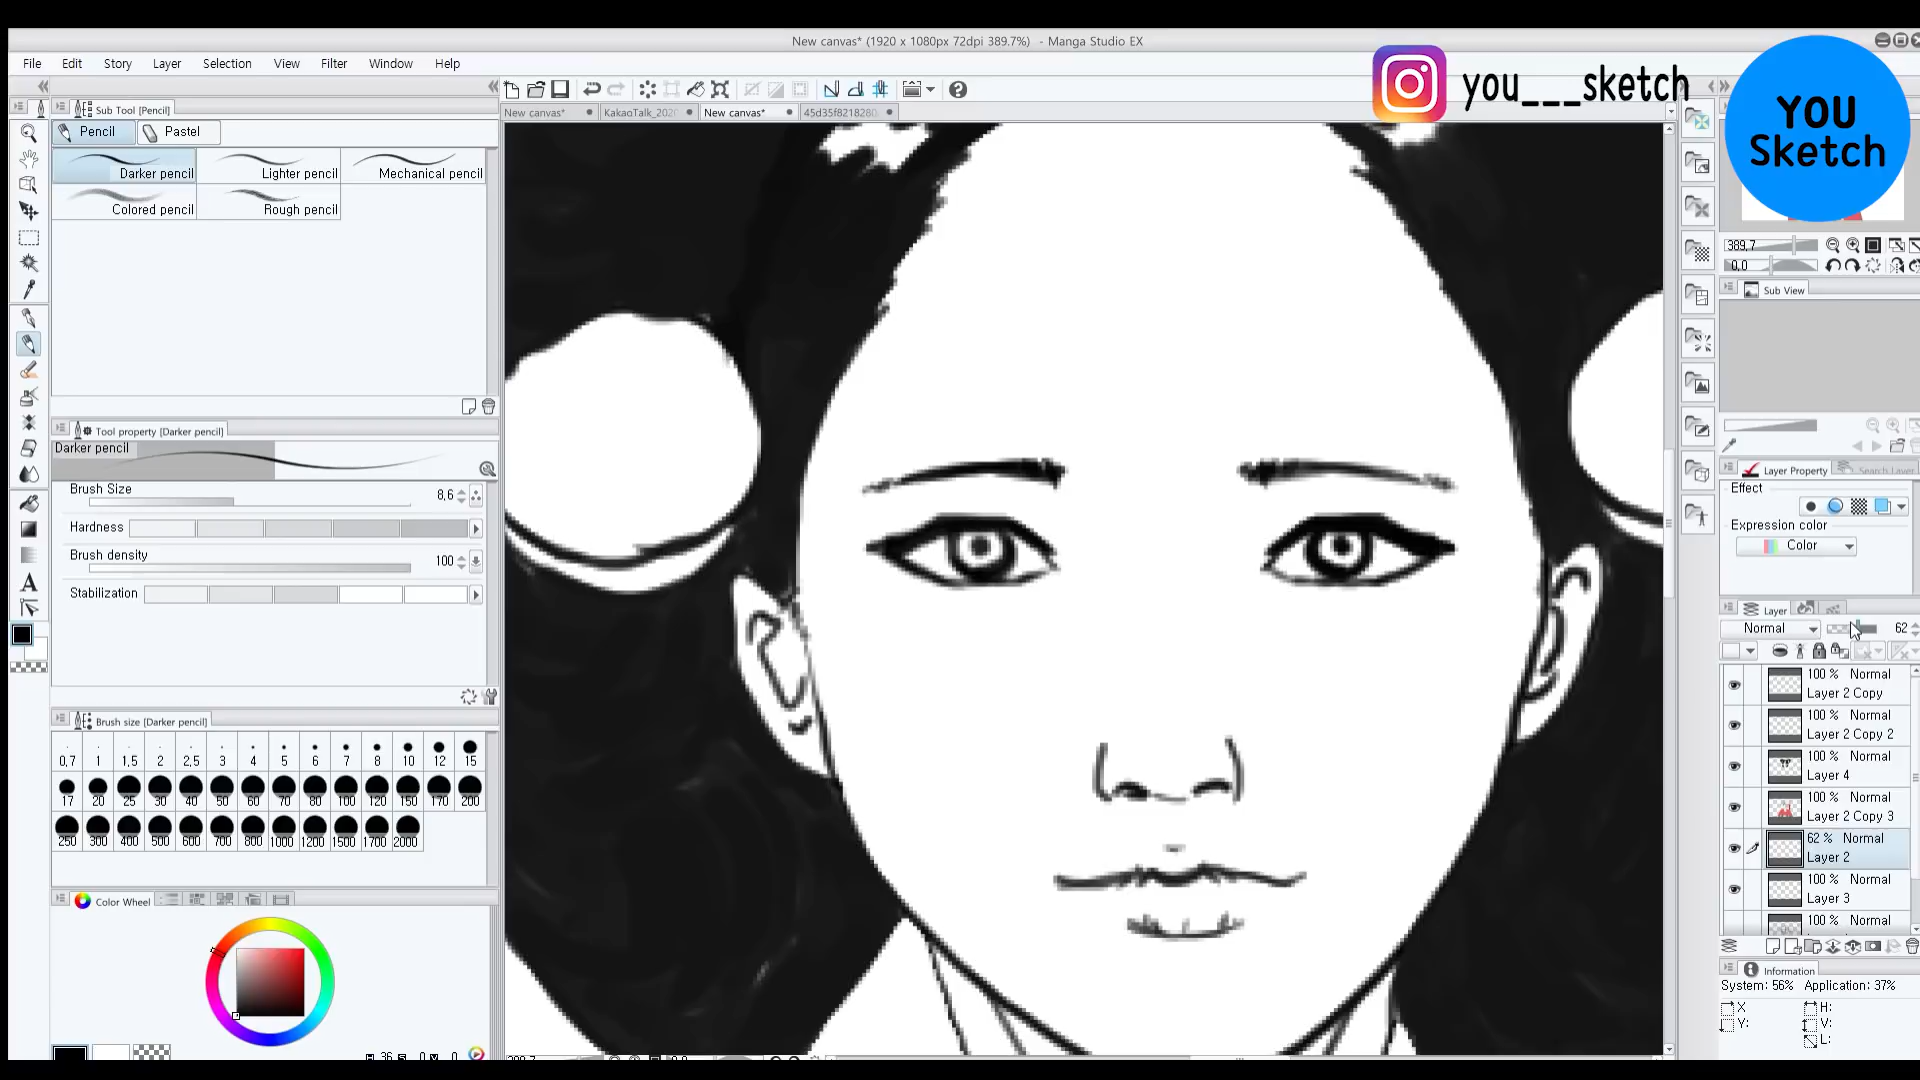 New canvas* (1920 x 1080px 72dpi 389.7%) - Manga Studio EX
File Edit Story Layer Selection View Filter Window Help
you___sketch
YOU
Sketch
Sub Tool [Pencil]
New canvas* KakaoTalk_202 New canvas* 45d35f8218280
Pencil Pastel
Darker pencil Lighter pencil Mechanical pencil
Colored pencil Rough pencil
Tool property [Darker pencil]
Darker pencil
Brush Size 8,6
Hardness
Brush density 100
Stabilization
Brush size [Darker pencil]
0,7 1 1,5 2 2,5 3 4 5 6 7 8 10 12 15
17 20 25 30 40 50 60 70 80 100 120 150 170 200
250 300 400 500 600 700 800 1000 1200 1500 1700 2000
Color Wheel
389,7
0,0
Sub View
Layer Property Search Layer
Effect
Expression color
Color
Layer
Normal 62
100 % Normal
Layer 2 Copy
100 % Normal
Layer 2 Copy 2
100 % Normal
Layer 4
100 % Normal
Layer 2 Copy 3
62 % Normal
Layer 2
100 % Normal
Layer 3
100 % Normal
Information
System: 56% Application: 37%
X H:
Y: V:
L: